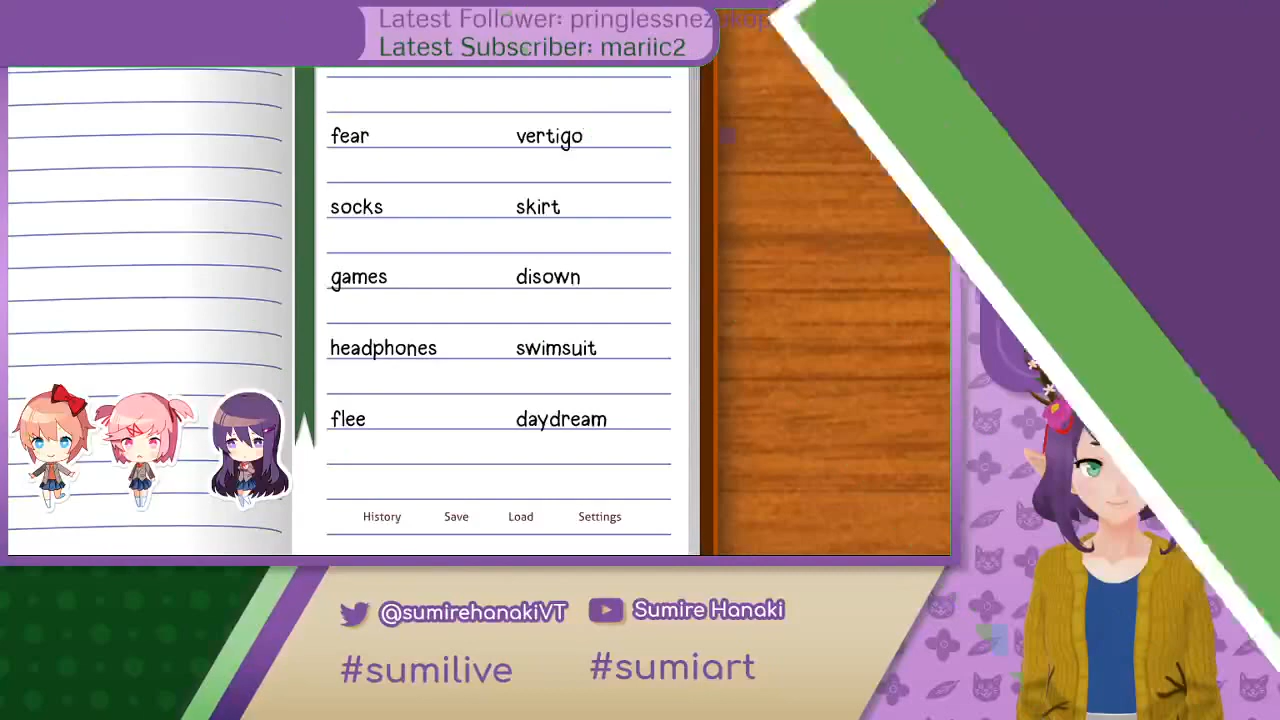 Latest Follower: pringlessnez
Latest Subscriber: mariic2
fear vertigo
socks skirt
games disown
headphones swimsuit
flee daydream
History Save Load Settings
@sumirehanakiVT Sumire Hanaki
#sumilive #sumiart